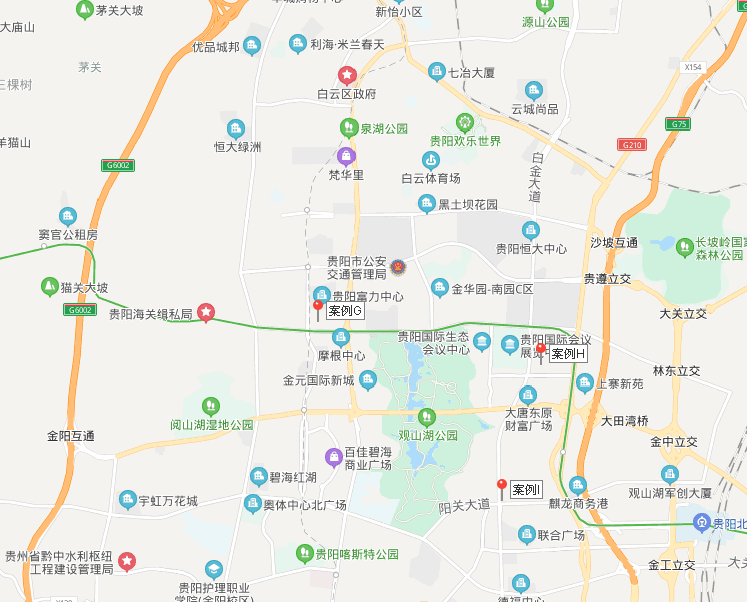 新怡小区
源山公园
茅关大坡
大庙山
优品城邦
利海·米兰春天
茅关
七冶大厦
X154
三棵树
白云区政府
云城尚品
G75
恒大绿洲
泉湖公园
贵阳欢乐世界
G210
羊猫山
梵华里
白云体育场
G6002
白金大道
黑土坝花园
窦官公租房
贵阳恒大中心
沙坡互通
长坡岭国家
森林公园
贵阳市公安
交通管理局
贵遵立交
猫关大坡
金华园-南园C区
贵阳富力中心
G6002
贵阳海关缉私局
案例G
大关立交
贵阳国际生态
会议中心
贵阳国际会议
展览中心
案例H
摩根中心
林东立交
金元国际新城
上寨新苑
阅山湖湿地公园
大唐东原
财富广场
大田湾桥
金阳互通
观山湖公园
金中立交
百佳碧海
商业广场
碧海红湖
案例I
宇虹万花城
奥体中心北广场
阳关大道
麒龙商务港
观山湖军创大厦
贵阳北
联合广场
贵州省黔中水利枢纽
工程建设管理局
贵阳喀斯特公园
金工立交
贵阳护理职业
学院(金阳校区)
德福中心